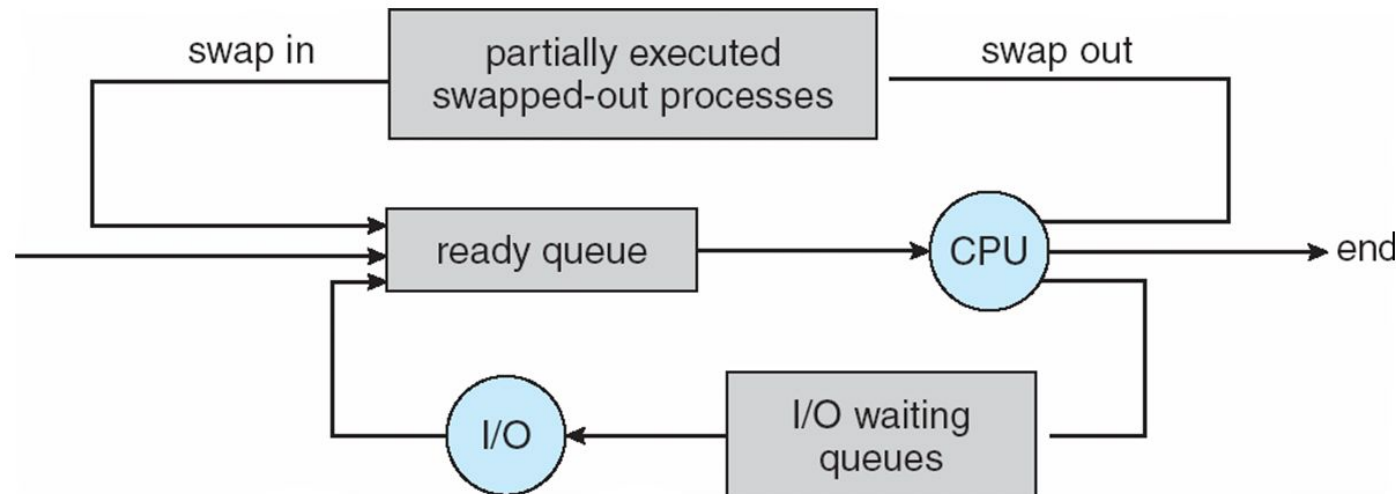 swap in
partially executed
swapped-out processes
swap out
ready queue
CPU
end
I/O
I/O waiting
queues